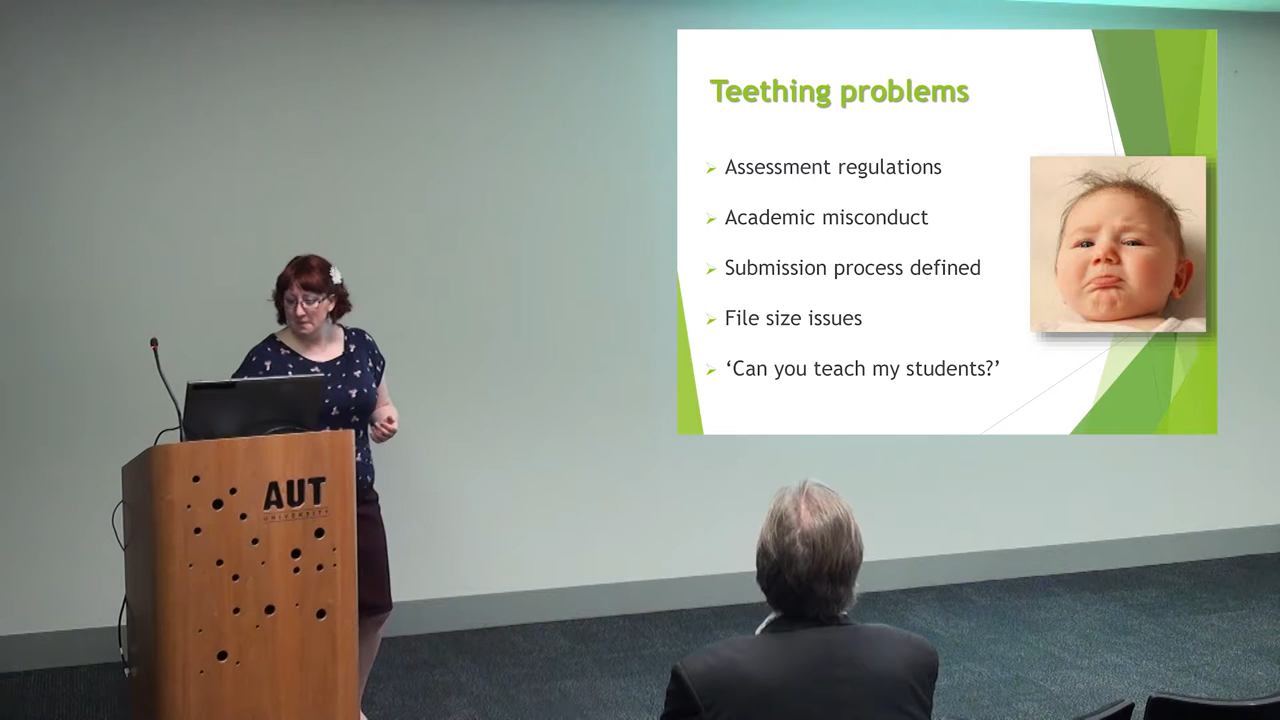 Teething problems
Assessment regulations
Academic misconduct
Submission process defined
File size issues
‘Can you teach my students?’
AUT
UNIVERSITY